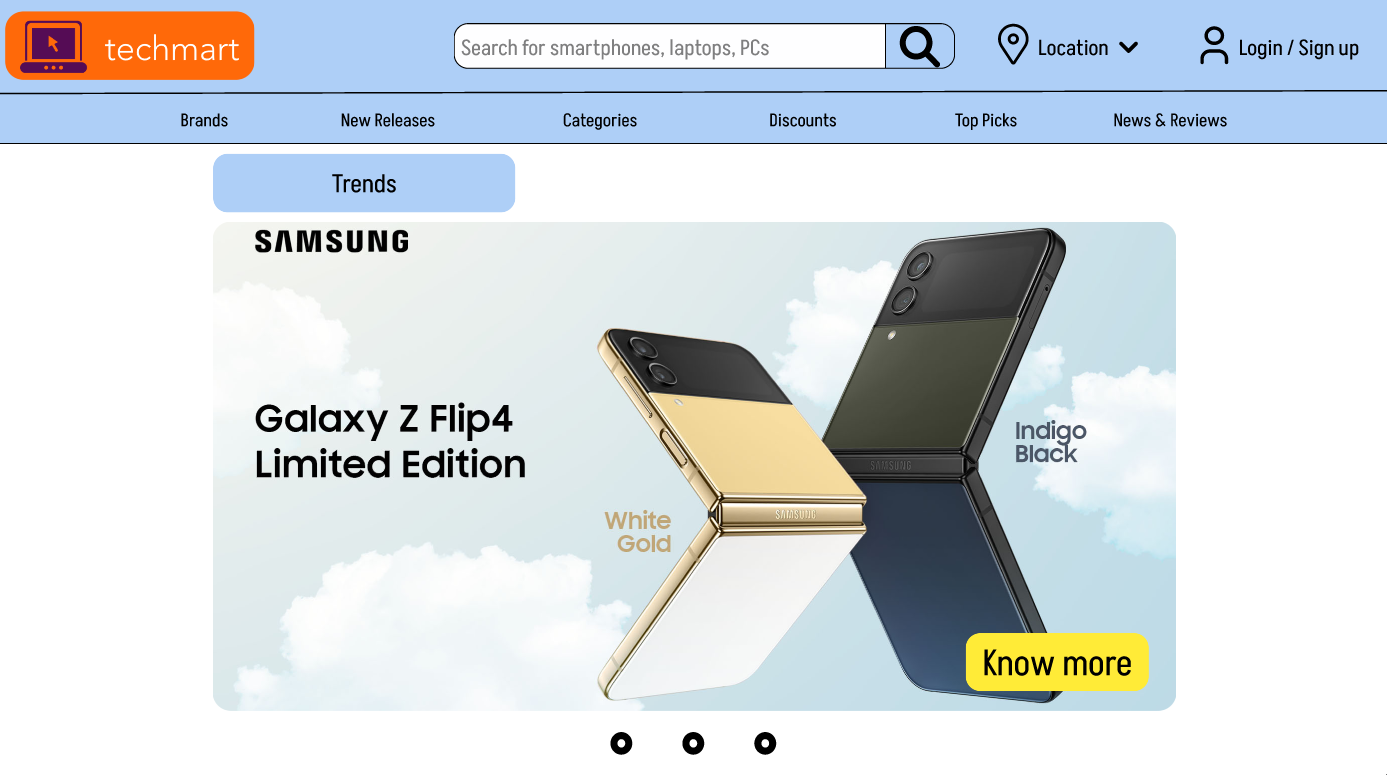 techmart
Search for smartphones, laptops, PCs
Location
Login / Sign up
Brands
New Releases
Categories
Discounts
Top Picks
News & Reviews
Trends
SAMSUNG
Galaxy Z Flip4
Limited Edition
Indigo
Black
SAMSUNG
SAMSUNG
White
Gold
Know more